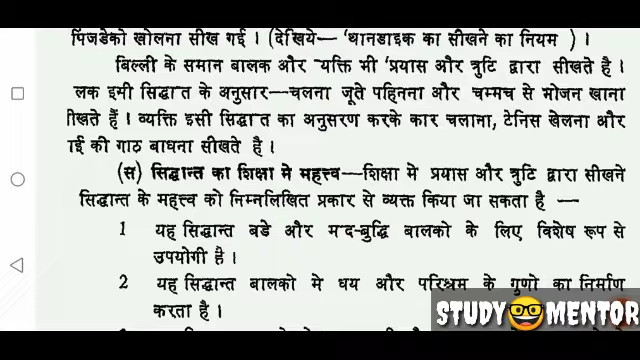 पिंजडेको खोलना सीख गई । (देखिये— 'थानडाइक का सीखने का नियम ) ।
बिल्ली के समान बालक और यक्ति भी 'प्रयास और त्रुटि द्वारा सीखते है ।
लक इमी सिद्धात के अनुसार—चलना जूते पहिनना और चम्मच से भोजन खाना
ीखते हैं । व्यक्ति इसी सिद्धात का अनुसरण करके कार चलाना, टेनिस खेलना और
ाई की गाठ बाधना सीखते है ।
(स) सिद्धान्त का शिक्षा मे महत्त्व—शिक्षा मे प्रयास और त्रुटि द्वारा सीखने
सिद्धान्त के महत्त्व को निम्नलिखित प्रकार से व्यक्त किया जा सकता है —
1 यह सिद्धान्त बडे और म द-बुद्धि बालको के लिए विशेष रूप से
उपयोगी है ।
2 यह सिद्धान्त बालको मे धय और परिश्रम के गुणो का निर्माण
करता है ।
STUDY MENTOR